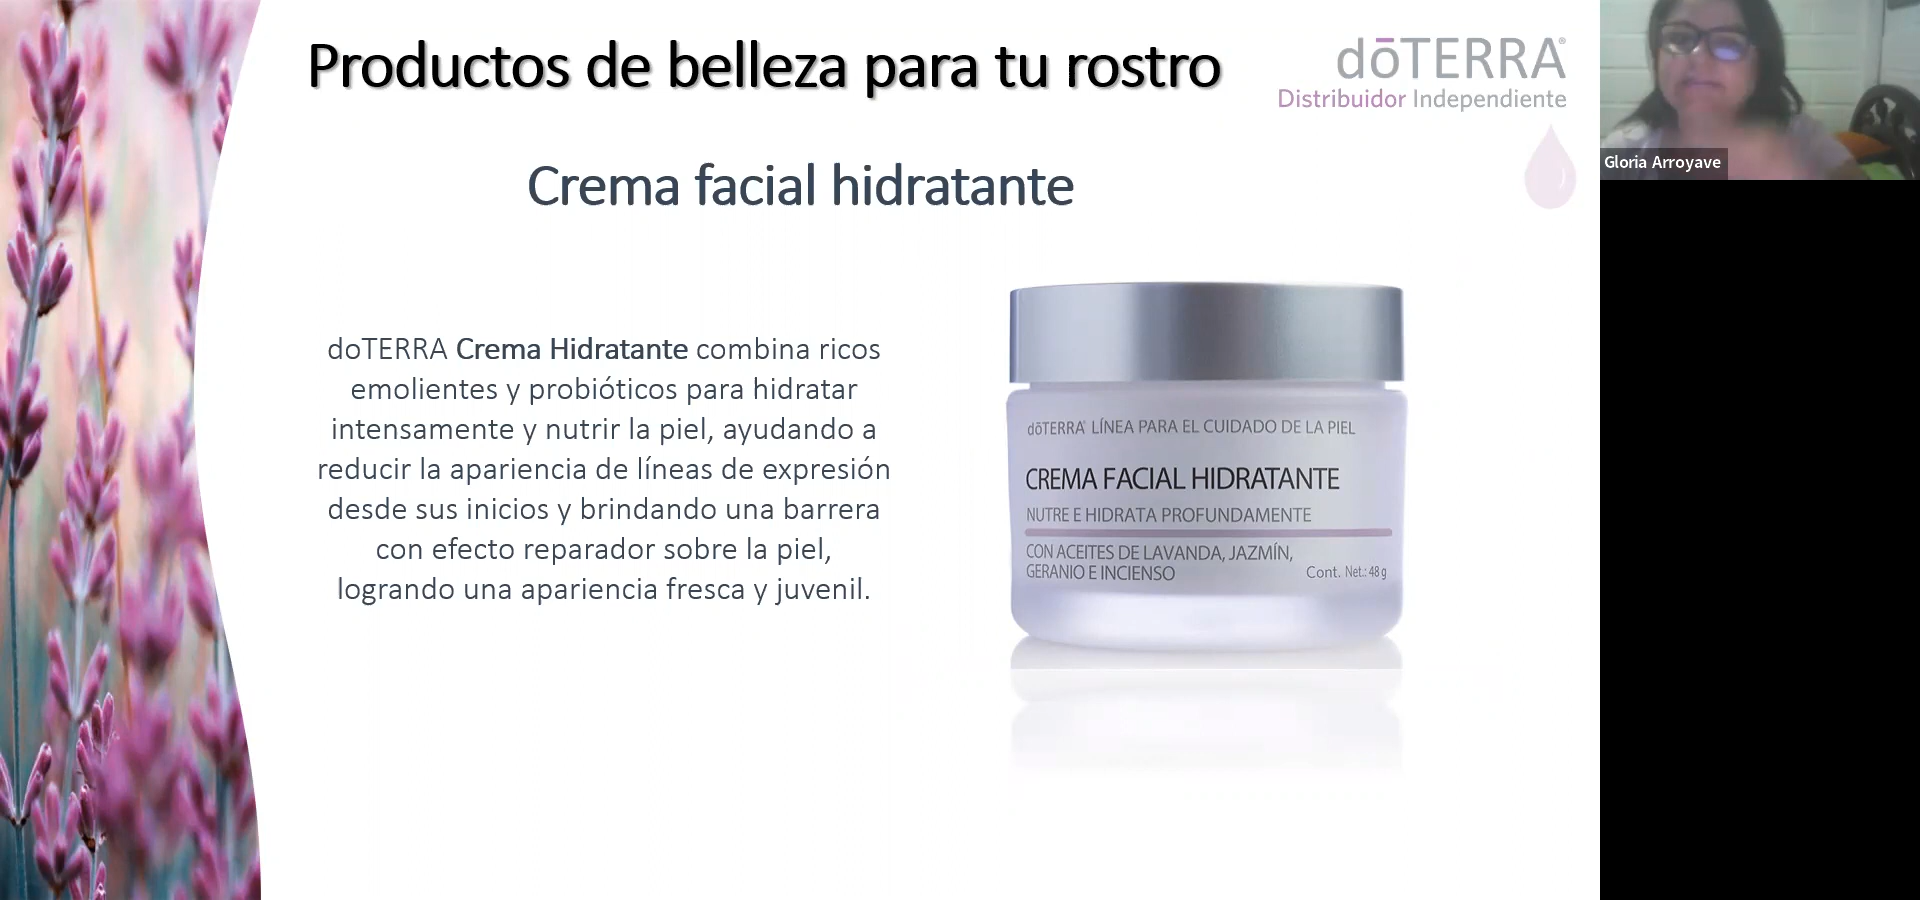 Productos de belleza para tu rostro
dōTERRA®
Distribuidor Independiente
Gloria Arroyave
Crema facial hidratante
doTERRA Crema Hidratante combina ricos
emolientes y probióticos para hidratar
intensamente y nutrir la piel, ayudando a
reducir la apariencia de líneas de expresión
desde sus inicios y brindando una barrera
con efecto reparador sobre la piel,
logrando una apariencia fresca y juvenil.
dōTERRA® LÍNEA PARA EL CUIDADO DE LA PIEL
CREMA FACIAL HIDRATANTE
NUTRE E HIDRATA PROFUNDAMENTE
CON ACEITES DE LAVANDA, JAZMÍN,
GERANIO E INCIENSO
Cont. Net.: 48 g